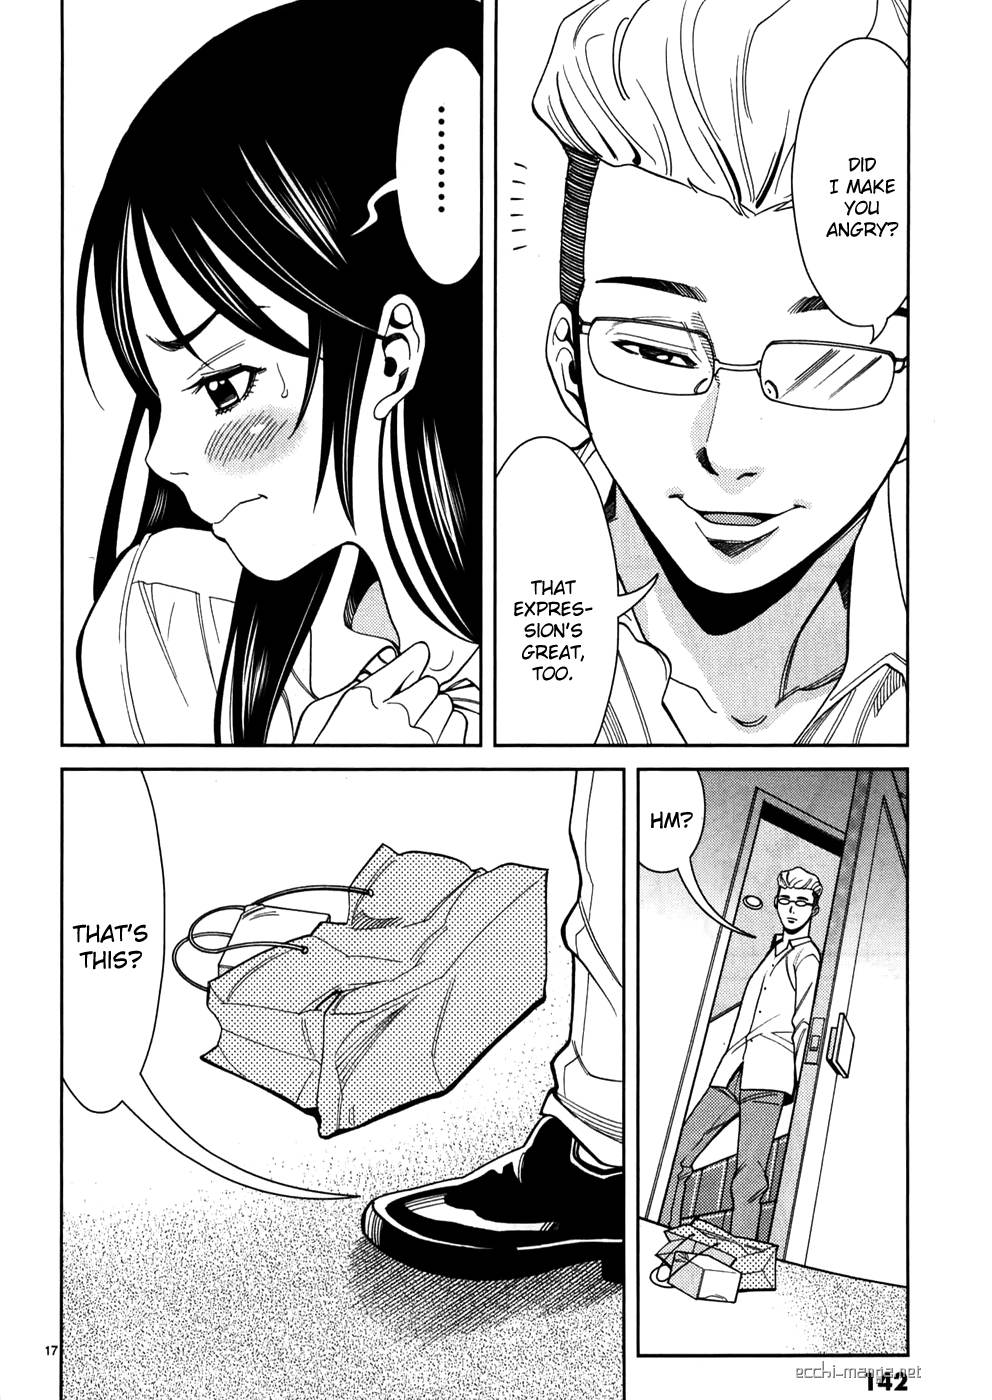 DID
I MAKE
YOU
ANGRY?
THAT
EXPRES-
SION'S
GREAT,
TOO.
.........
HM?
THAT'S
THIS?
17
ecchi-manga.net
142